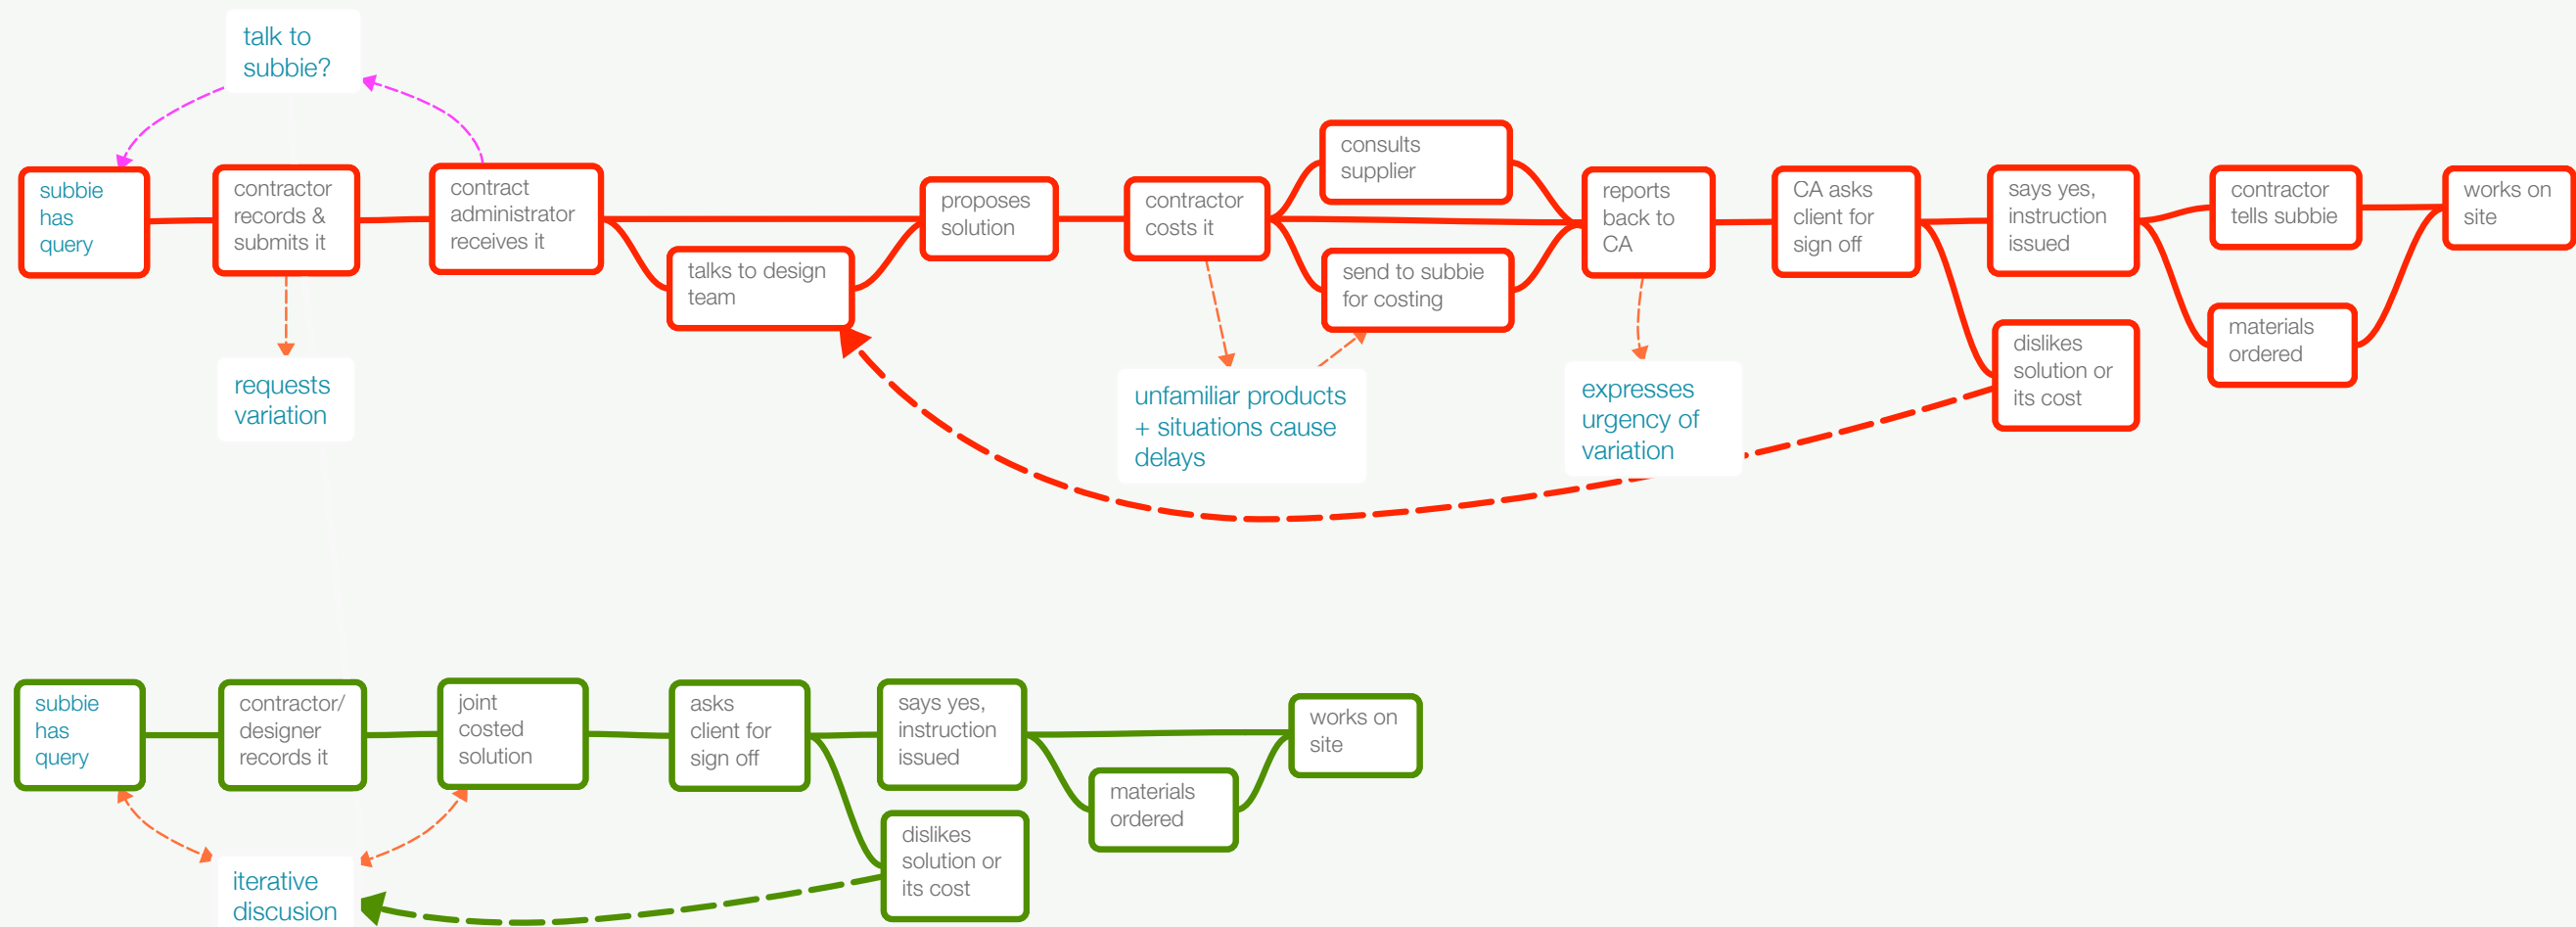 talk to
subbie?
subbie
has
query
contractor
records &
submits it
contract
administrator
receives it
talks to design
team
proposes
solution
contractor
costs it
consults
supplier
send to subbie
for costing
reports
back to
CA
CA asks
client for
sign off
says yes,
instruction
issued
dislikes
solution or
its cost
contractor
tells subbie
materials
ordered
works on
site
requests
variation
unfamiliar products
+ situations cause
delays
expresses
urgency of
variation
subbie
has
query
contractor/
designer
records it
joint
costed
solution
asks
client for
sign off
says yes,
instruction
issued
dislikes
solution or
its cost
materials
ordered
works on
site
iterative
discusion